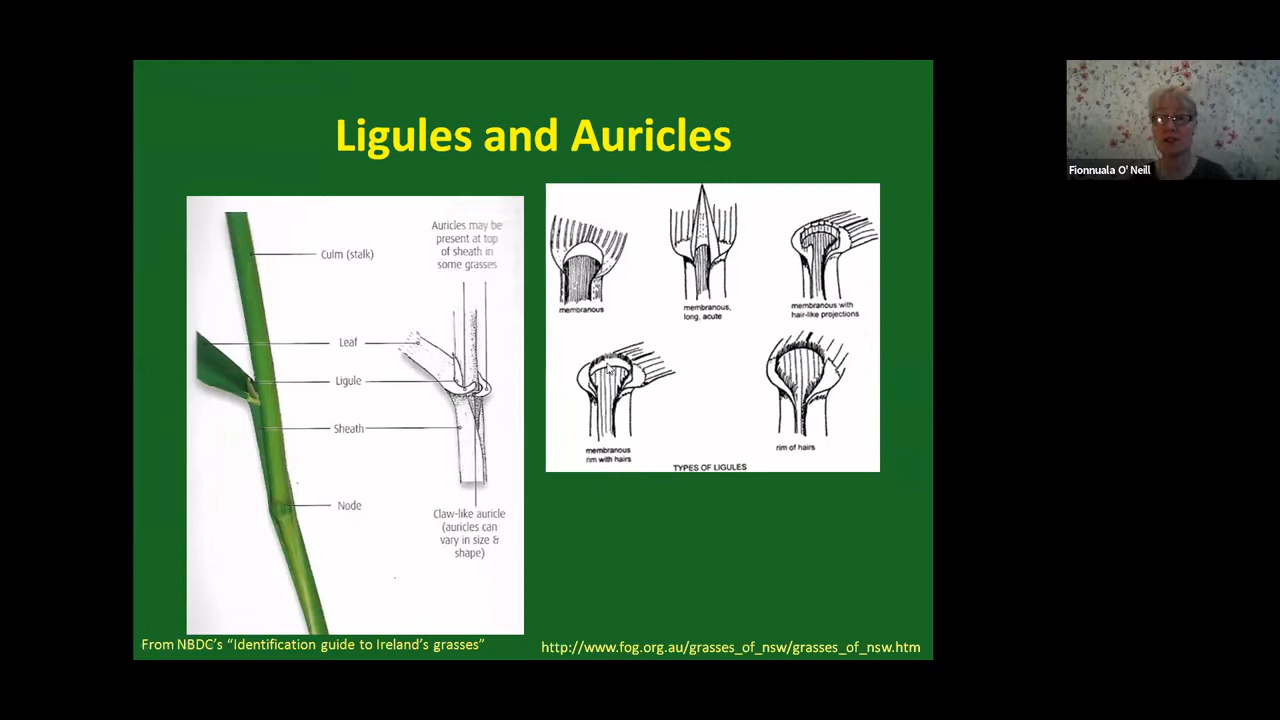 Ligules and Auricles
Culm (stalk)
Leaf
Ligule
Sheath
Node
Auricles may be
present at top
of sheath in
some grasses
Claw-like auricle
(auricles can
vary in size &
shape)
membranous
membranous,
long, acute
membranous with
hair-like projections
membranous
rim with hairs
rim of hairs
TYPES OF LIGULES
From NBDC's "Identification guide to Ireland's grasses"
http://www.fog.org.au/grasses_of_nsw/grasses_of_nsw.htm
Fionnuala O' Neill